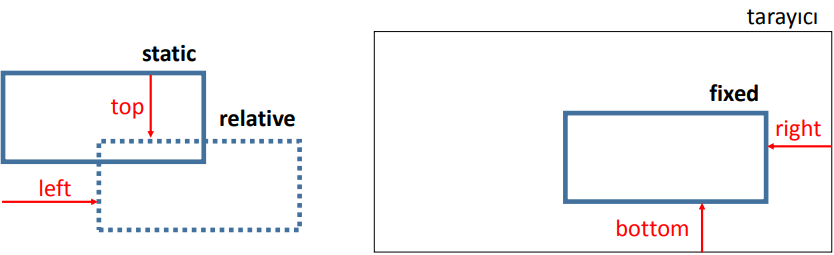 static
top
relative
left
tarayıcı
fixed
right
bottom